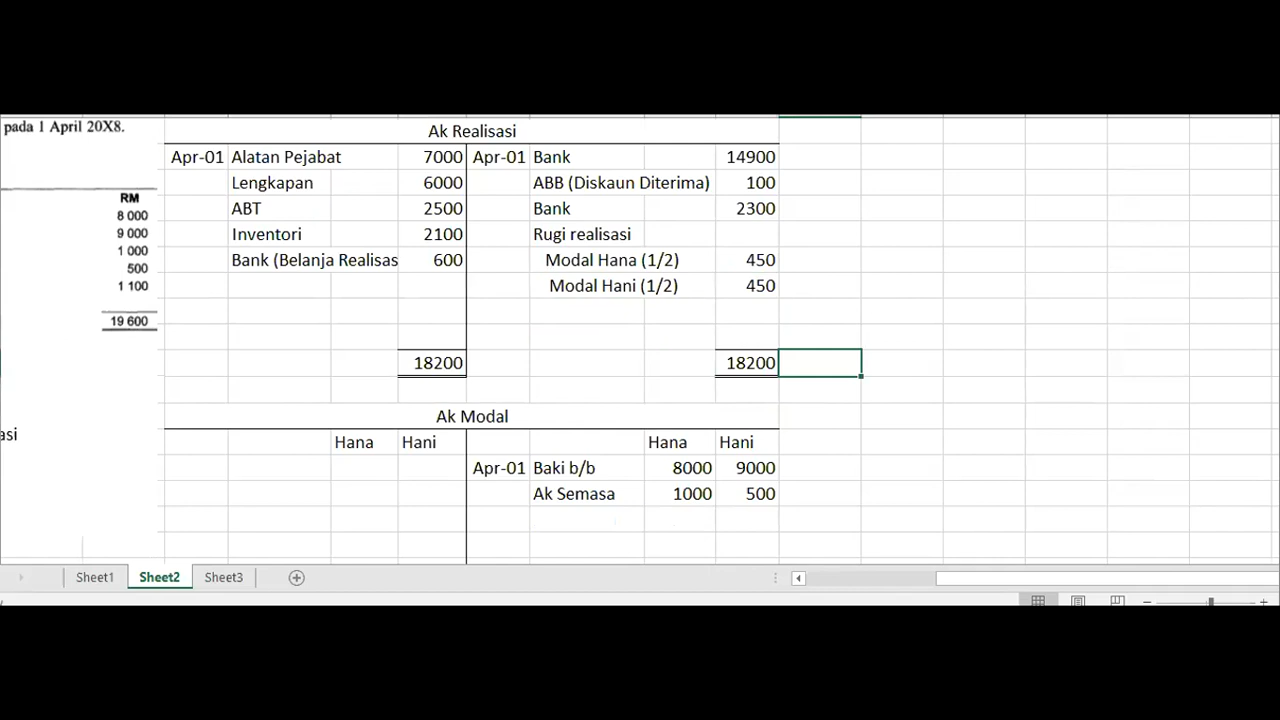 pada 1 April 20X8.
RM
8 000
9 000
1 000
500
1 100
19 600
asi
Ak Realisasi
Apr-01 Alatan Pejabat 7000 Apr-01 Bank 14900
Lengkapan 6000 ABB (Diskaun Diterima) 100
ABT 2500 Bank 2300
Inventori 2100 Rugi realisasi
Bank (Belanja Realisas 600 Modal Hana (1/2) 450
Modal Hani (1/2) 450
18200 18200
Ak Modal
Hana Hani Hana Hani
Apr-01 Baki b/b 8000 9000
Ak Semasa 1000 500
Sheet1 Sheet2 Sheet3